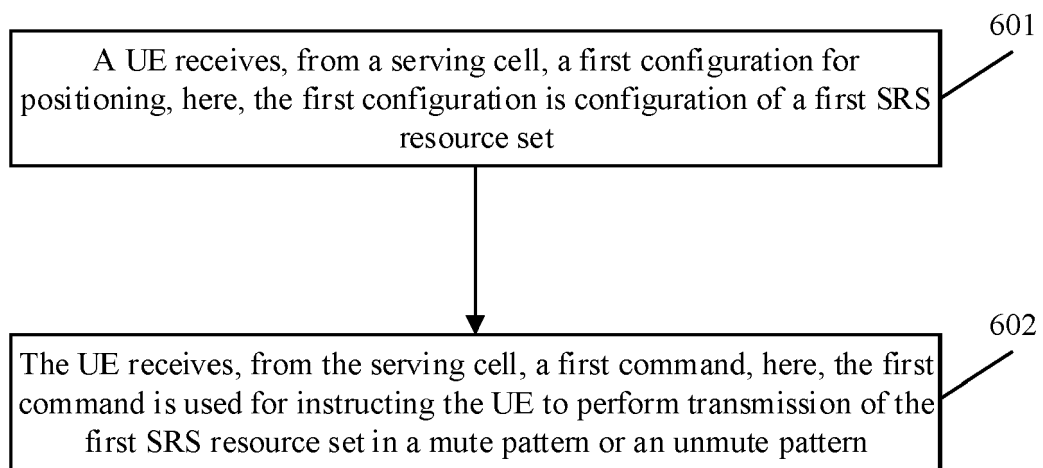 601
A UE receives, from a serving cell, a first configuration for
positioning, here, the first configuration is configuration of a first SRS
resource set
602
The UE receives, from the serving cell, a first command, here, the first
command is used for instructing the UE to perform transmission of the
first SRS resource set in a mute pattern or an unmute pattern